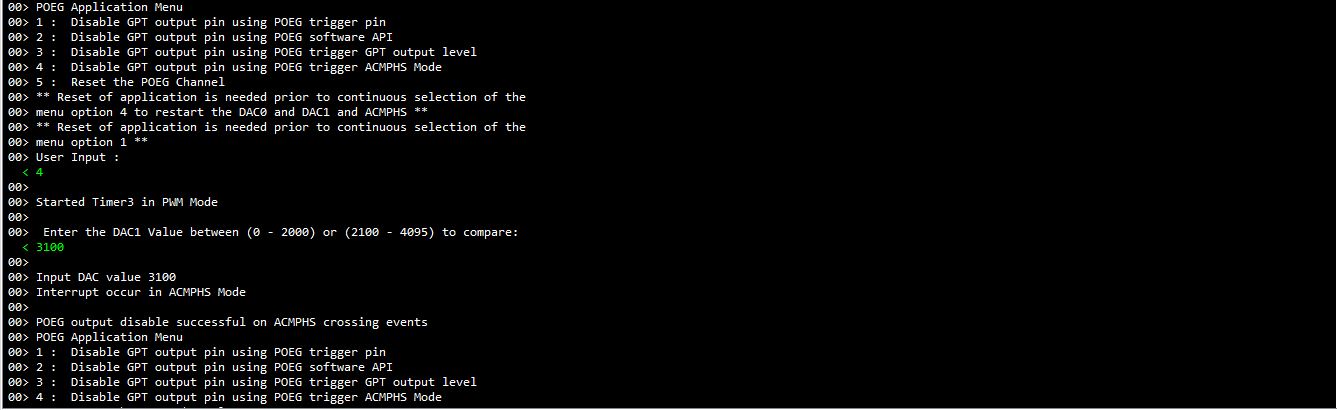 00> POEG Application Menu
00> 1 :  Disable GPT output pin using POEG trigger pin
00> 2 :  Disable GPT output pin using POEG software API
00> 3 :  Disable GPT output pin using POEG trigger GPT output level
00> 4 :  Disable GPT output pin using POEG trigger ACMPHS Mode
00> 5 :  Reset the POEG Channel
00> ** Reset of application is needed prior to continuous selection of the
00> menu option 4 to restart the DAC0 and DAC1 and ACMPHS **
00> ** Reset of application is needed prior to continuous selection of the
00> menu option 1 **
00> User Input :
< 4
00>
00> Started Timer3 in PWM Mode
00>
00>  Enter the DAC1 Value between (0 - 2000) or (2100 - 4095) to compare:
< 3100
00>
00> Input DAC value 3100
00> Interrupt occur in ACMPHS Mode
00>
00> POEG output disable successful on ACMPHS crossing events
00> POEG Application Menu
00> 1 :  Disable GPT output pin using POEG trigger pin
00> 2 :  Disable GPT output pin using POEG software API
00> 3 :  Disable GPT output pin using POEG trigger GPT output level
00> 4 :  Disable GPT output pin using POEG trigger ACMPHS Mode